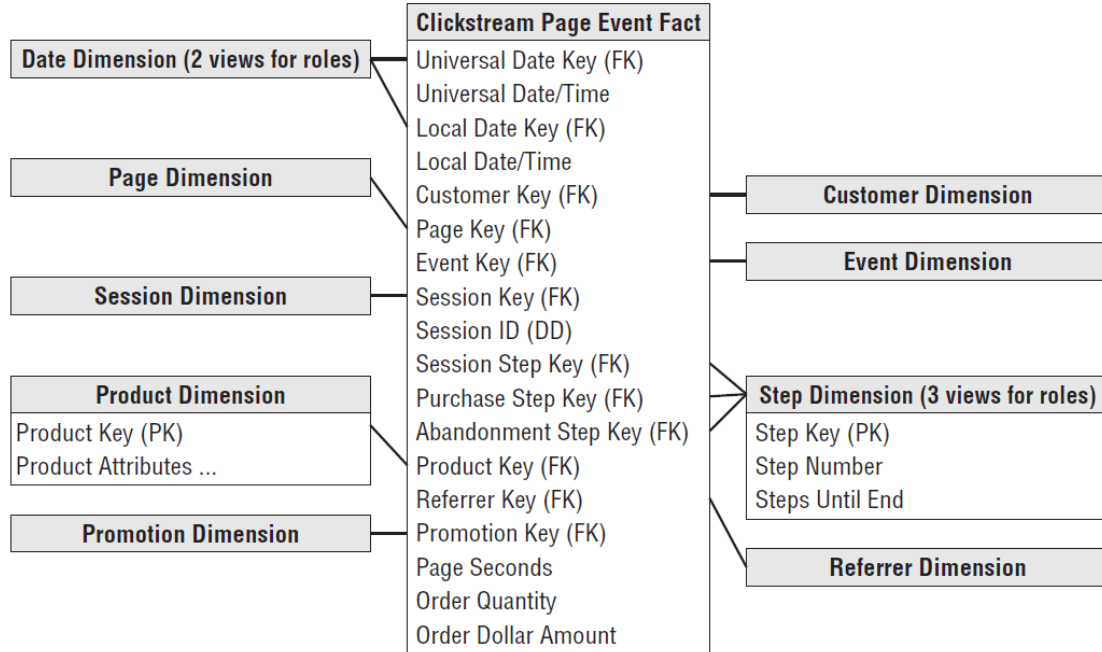 Clickstream Page Event Fact
Universal Date Key (FK)
Universal Date/Time
Local Date Key (FK)
Local Date/Time
Customer Key (FK)
Page Key (FK)
Event Key (FK)
Session Key (FK)
Session ID (DD)
Session Step Key (FK)
Purchase Step Key (FK)
Abandonment Step Key (FK)
Product Key (FK)
Referrer Key (FK)
Promotion Key (FK)
Page Seconds
Order Quantity
Order Dollar Amount
Date Dimension (2 views for roles)
Page Dimension
Session Dimension
Product Dimension
Product Key (PK)
Product Attributes ...
Promotion Dimension
Customer Dimension
Event Dimension
Step Dimension (3 views for roles)
Step Key (PK)
Step Number
Steps Until End
Referrer Dimension